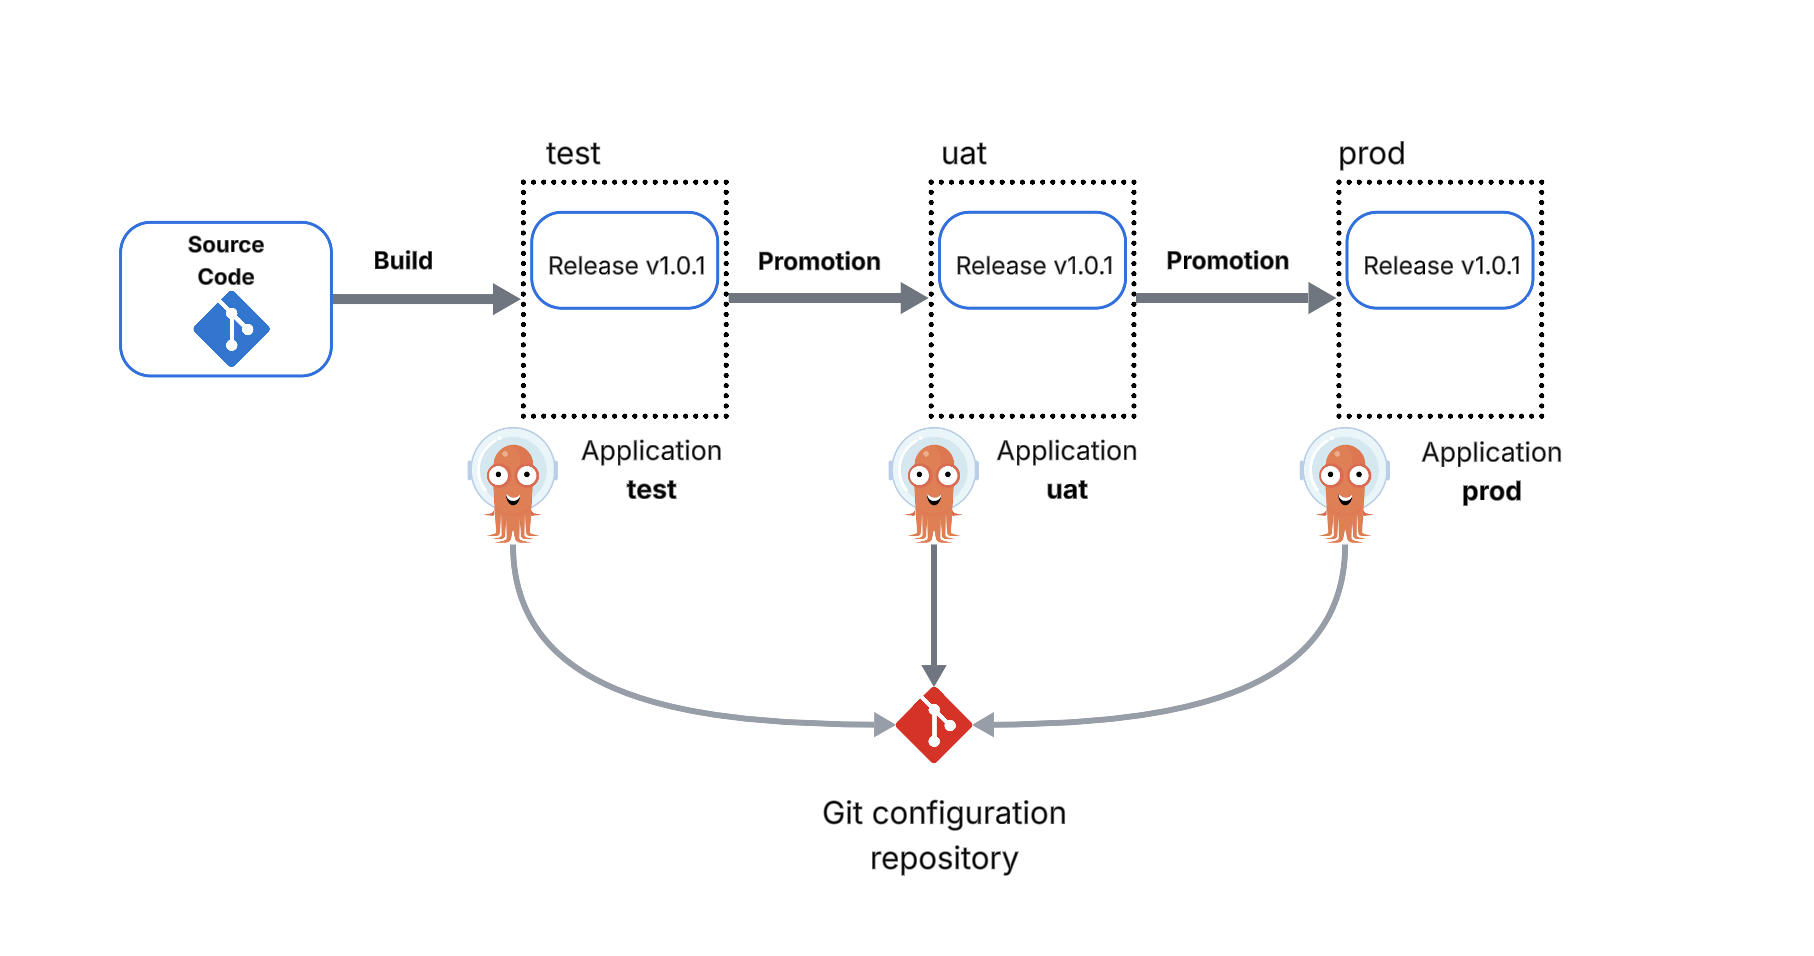 test
uat
prod
Source
Code
Build
Release v1.0.1
Promotion
Release v1.0.1
Promotion
Release v1.0.1
Application
test
Application
uat
Application
prod
Git configuration
repository